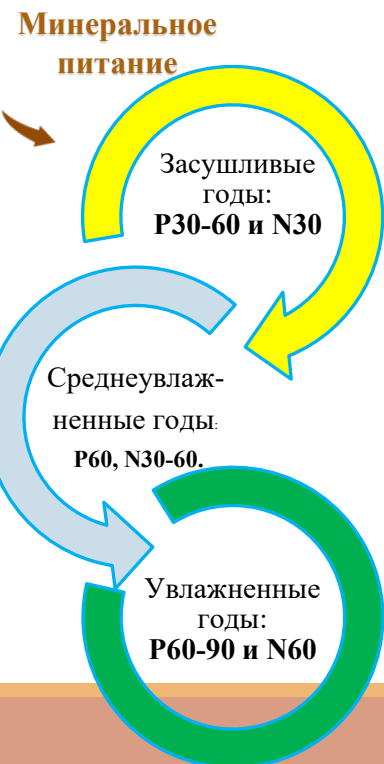 Минеральное
питание
Засушливые
годы:
P30-60 и N30
Среднеувлаж-
ненные годы:
P60, N30-60.
Увлажненные
годы:
P60-90 и N60